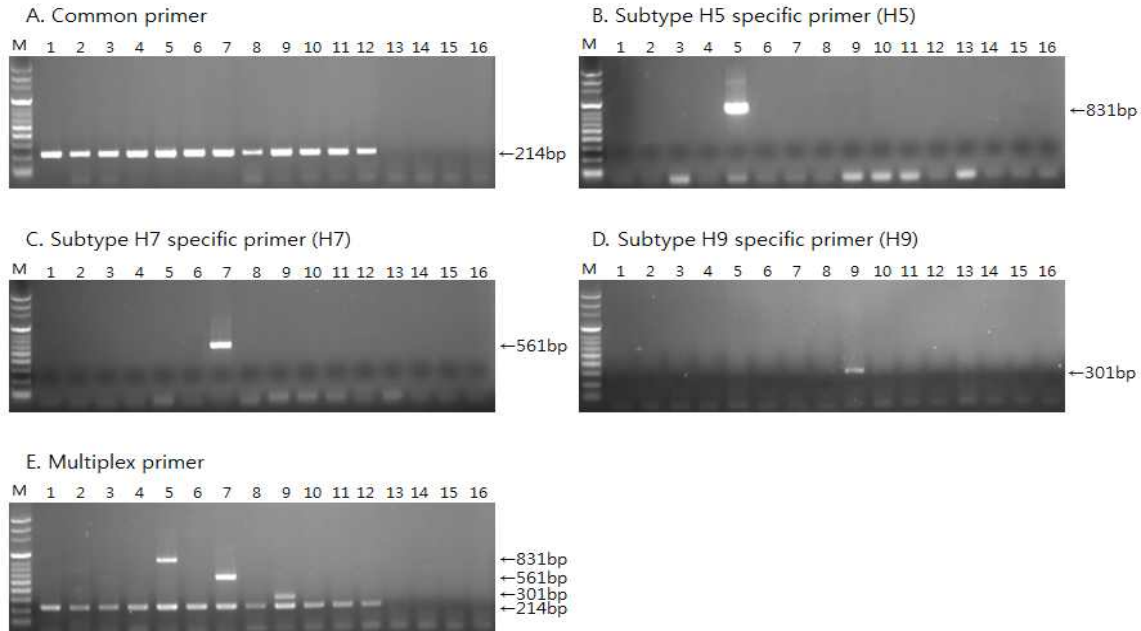 A. Common primer
M 1 2 3 4 5 6 7 8 9 10 11 12 13 14 15 16
←214bp
B. Subtype H5 specific primer (H5)
M 1 2 3 4 5 6 7 8 9 10 11 12 13 14 15 16
←831bp
C. Subtype H7 specific primer (H7)
M 1 2 3 4 5 6 7 8 9 10 11 12 13 14 15 16
←561bp
D. Subtype H9 specific primer (H9)
M 1 2 3 4 5 6 7 8 9 10 11 12 13 14 15 16
←301bp
E. Multiplex primer
M 1 2 3 4 5 6 7 8 9 10 11 12 13 14 15 16
←831bp
←561bp
←301bp
←214bp